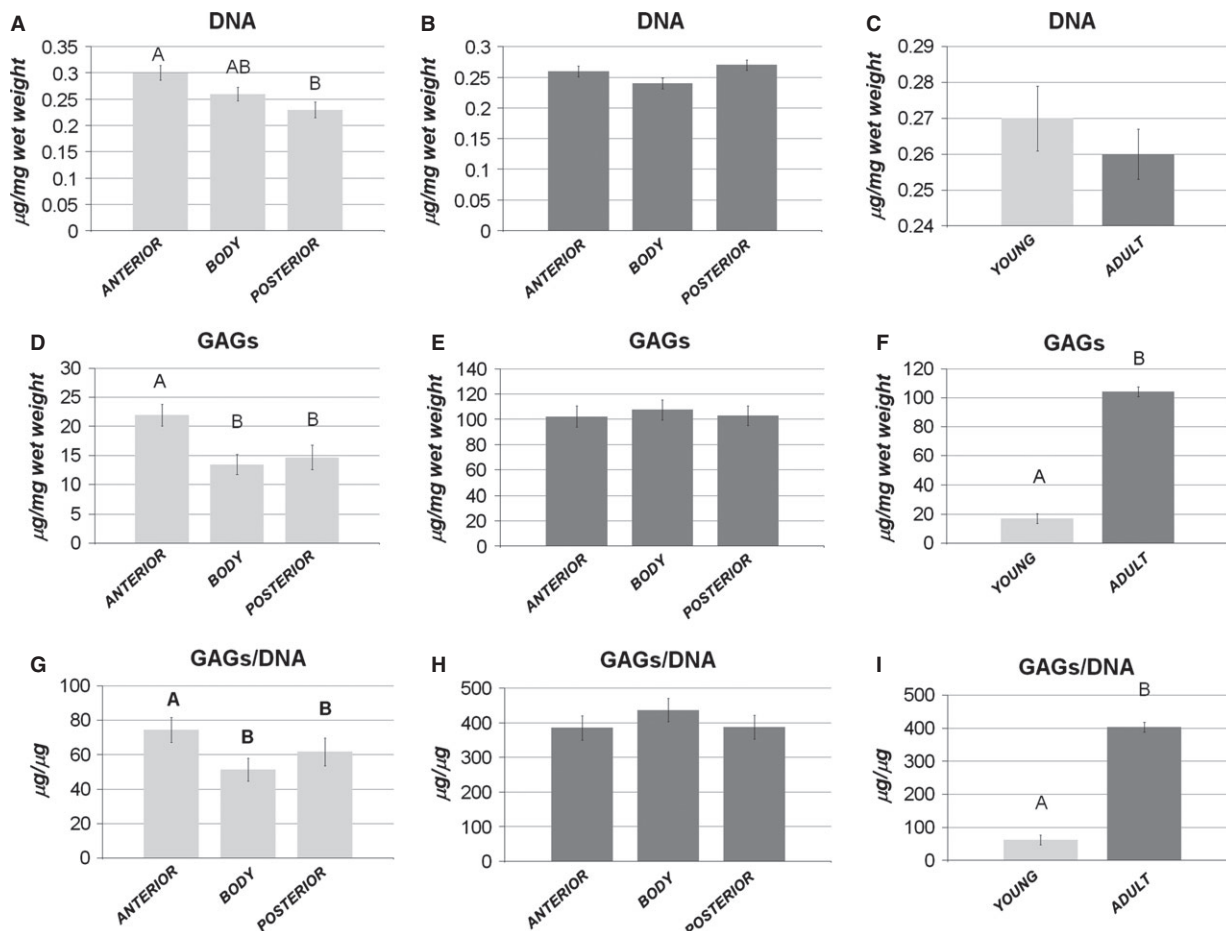 A
DNA
µg/mg wet weight
0.35
0.3
0.25
0.2
0.15
0.1
0.05
0
A
AB
B
ANTERIOR
BODY
POSTERIOR
B
DNA
µg/mg wet weight
0.3
0.25
0.2
0.15
0.1
0.05
0
ANTERIOR
BODY
POSTERIOR
C
DNA
µg/mg wet weight
0.29
0.28
0.27
0.26
0.25
0.24
YOUNG
ADULT
D
GAGs
µg/mg wet weight
30
25
20
15
10
5
0
A
B
B
ANTERIOR
BODY
POSTERIOR
E
GAGs
µg/mg wet weight
140
120
100
80
60
40
20
0
ANTERIOR
BODY
POSTERIOR
F
GAGs
µg/mg wet weight
120
100
80
60
40
20
0
A
B
YOUNG
ADULT
G
GAGs/DNA
µg/µg
100
80
60
40
20
0
A
B
B
ANTERIOR
BODY
POSTERIOR
H
GAGs/DNA
µg/µg
500
400
300
200
100
0
ANTERIOR
BODY
POSTERIOR
I
GAGs/DNA
µg/µg
500
400
300
200
100
0
A
B
YOUNG
ADULT